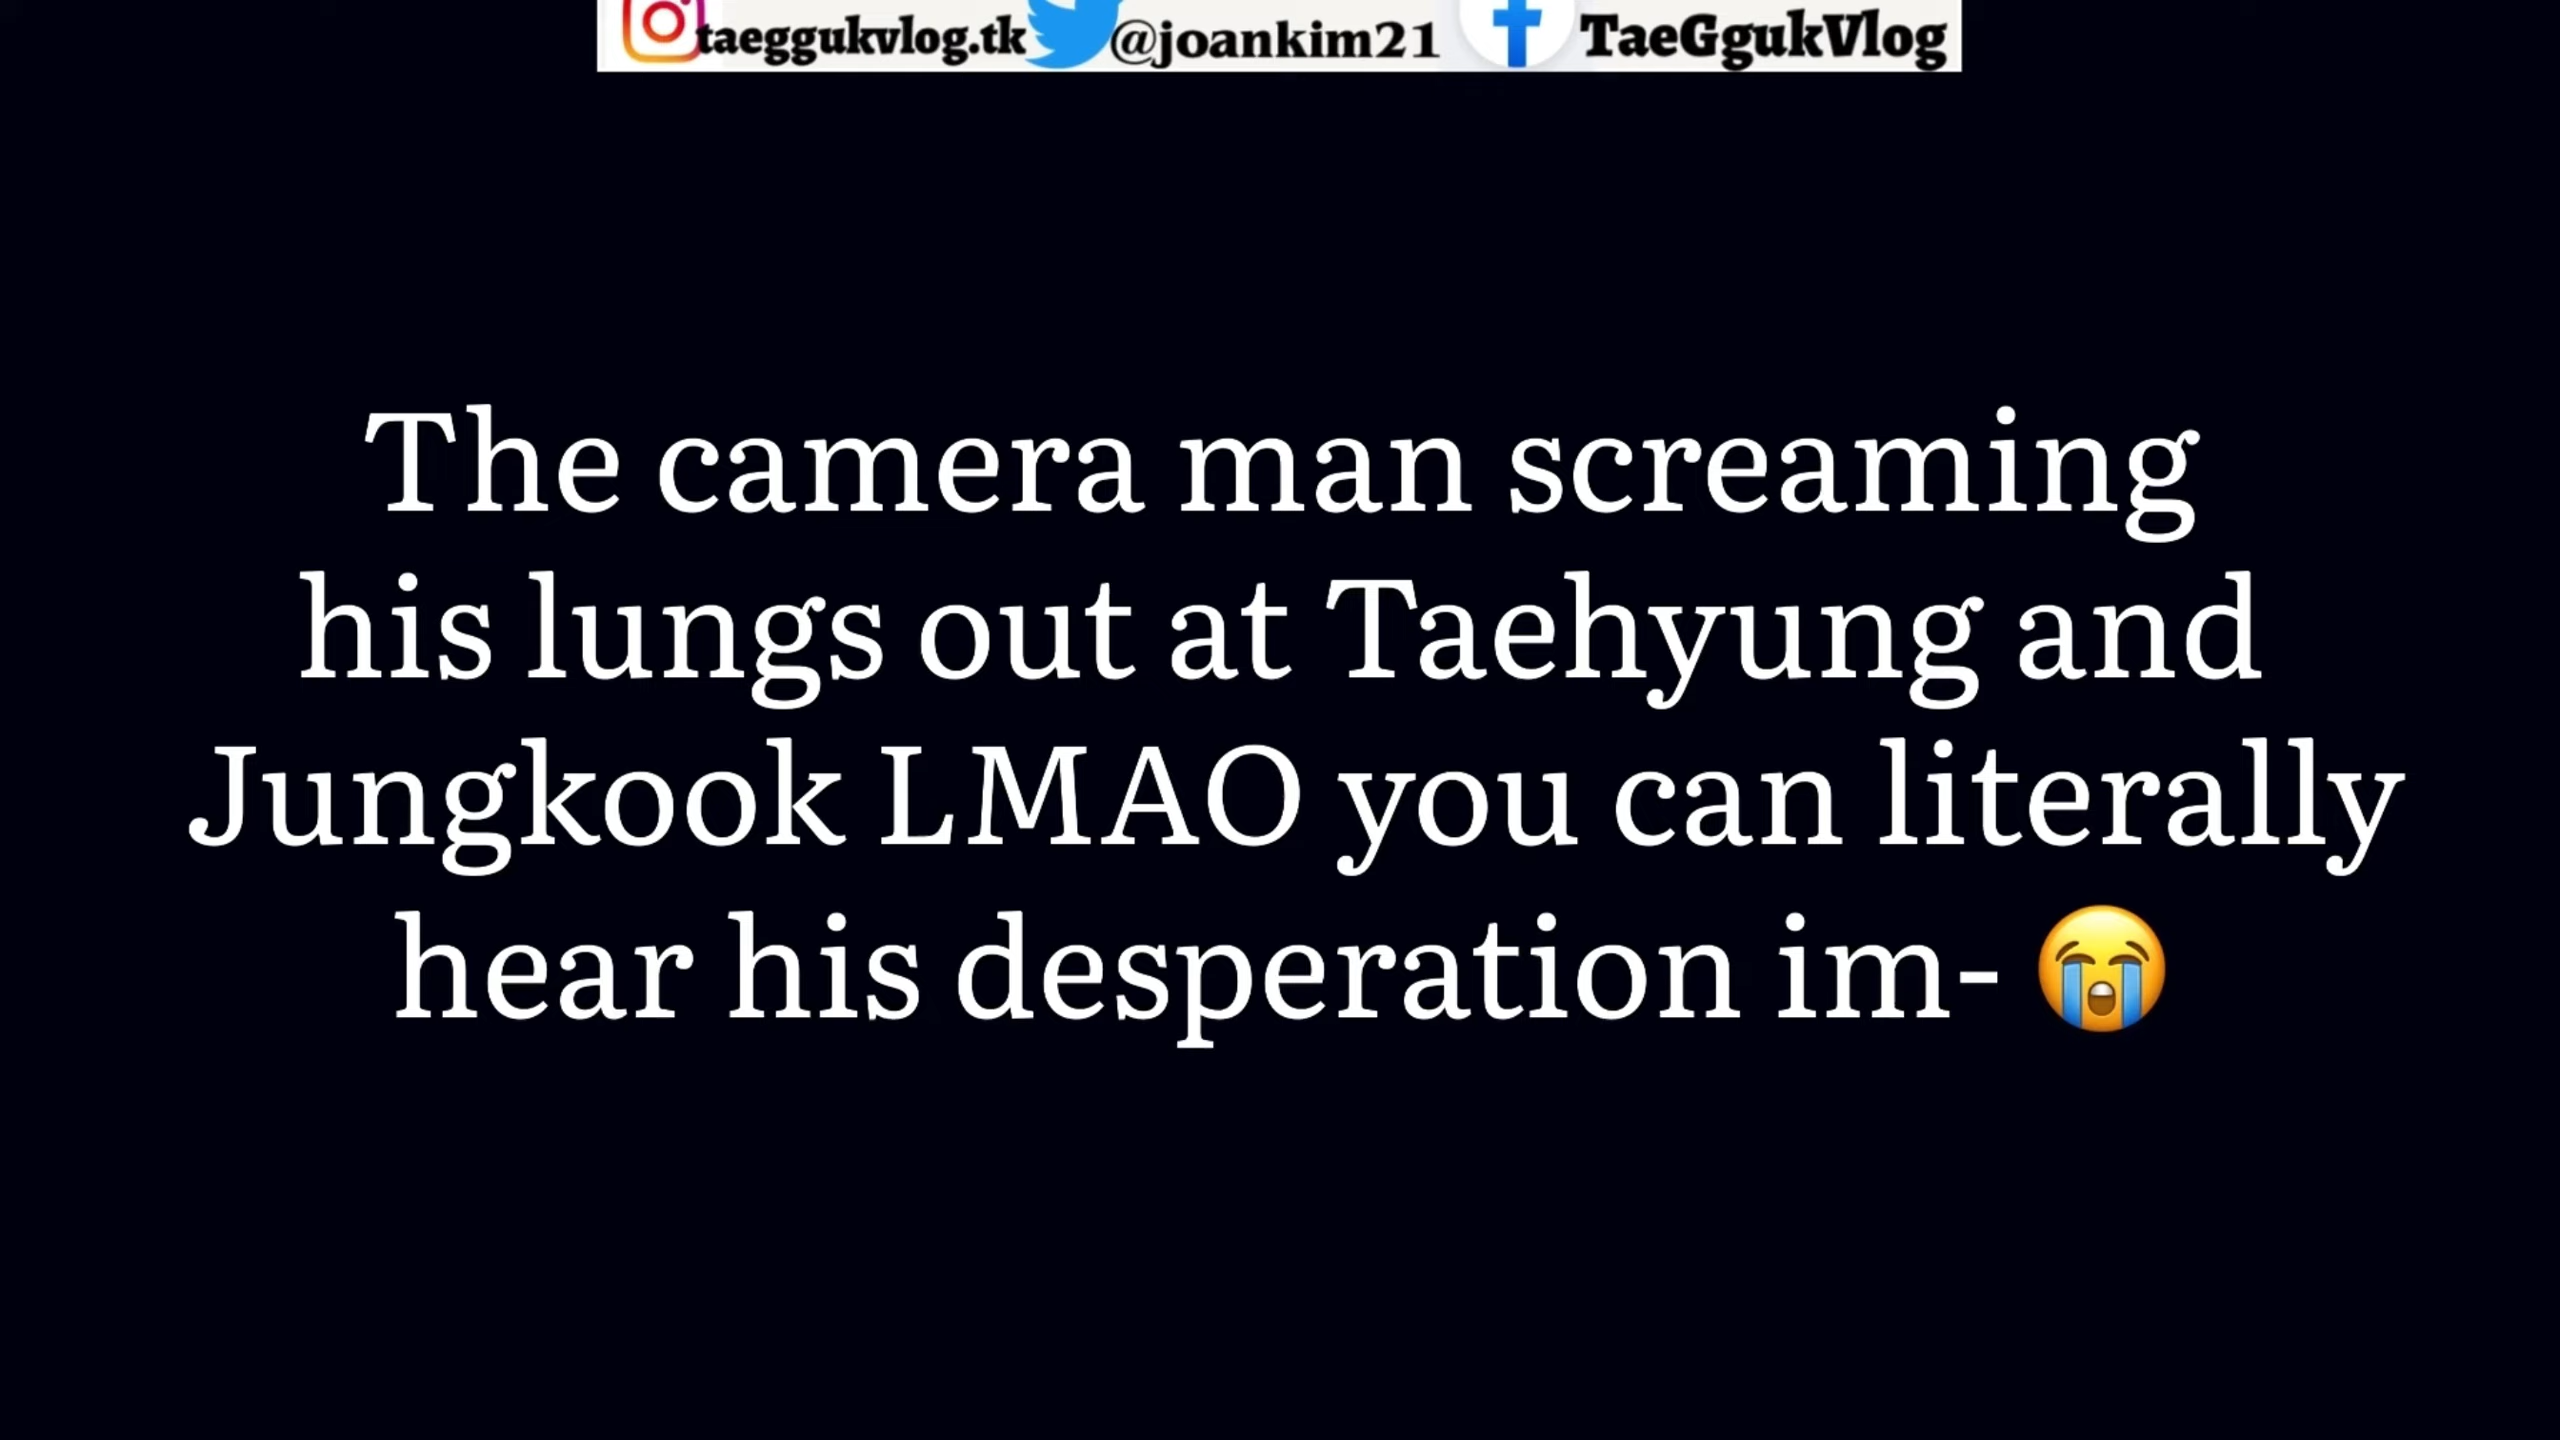 taeggukvlog.tk @joankim21 TaeGgukVlog
The camera man screaming
his lungs out at Taehyung and
Jungkook LMAO you can literally
hear his desperation im- 😭